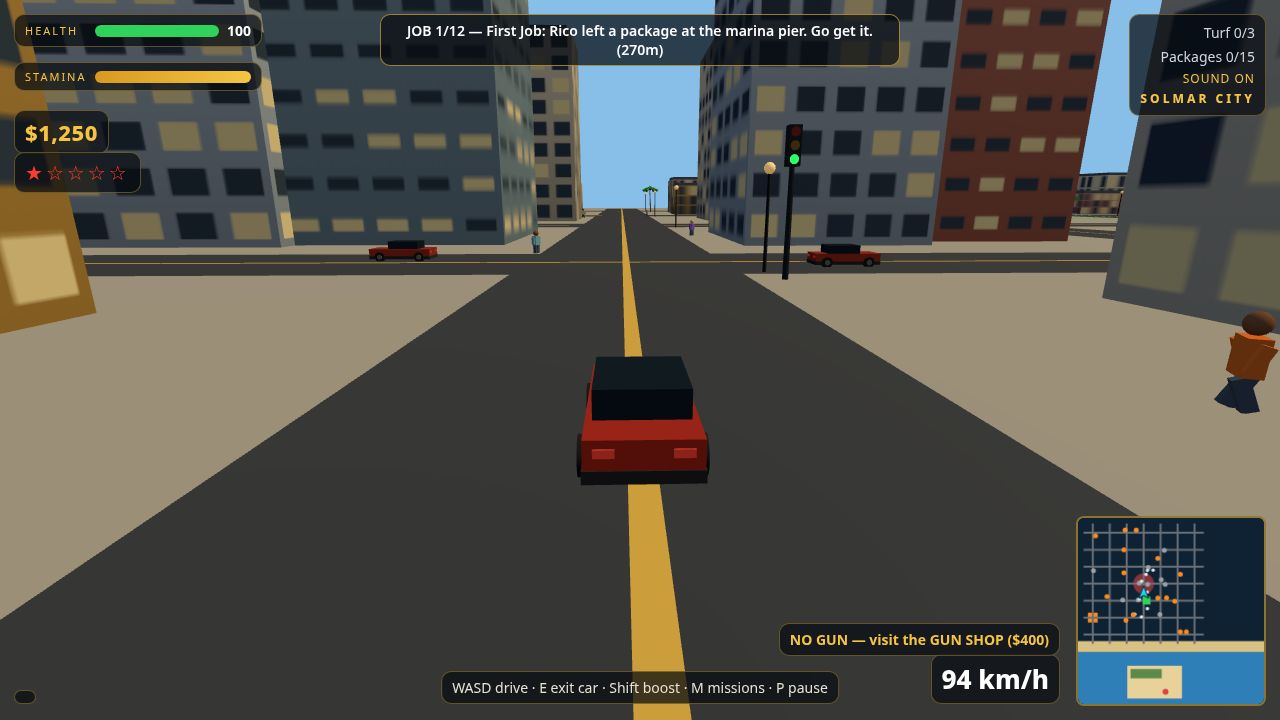 HEALTH 100
STAMINA
$1,250
★☆☆☆☆
JOB 1/12 — First Job: Rico left a package at the marina pier. Go get it.
(270m)
Turf 0/3
Packages 0/15
SOUND ON
SOLMAR CITY
NO GUN — visit the GUN SHOP ($400)
94 km/h
WASD drive · E exit car · Shift boost · M missions · P pause